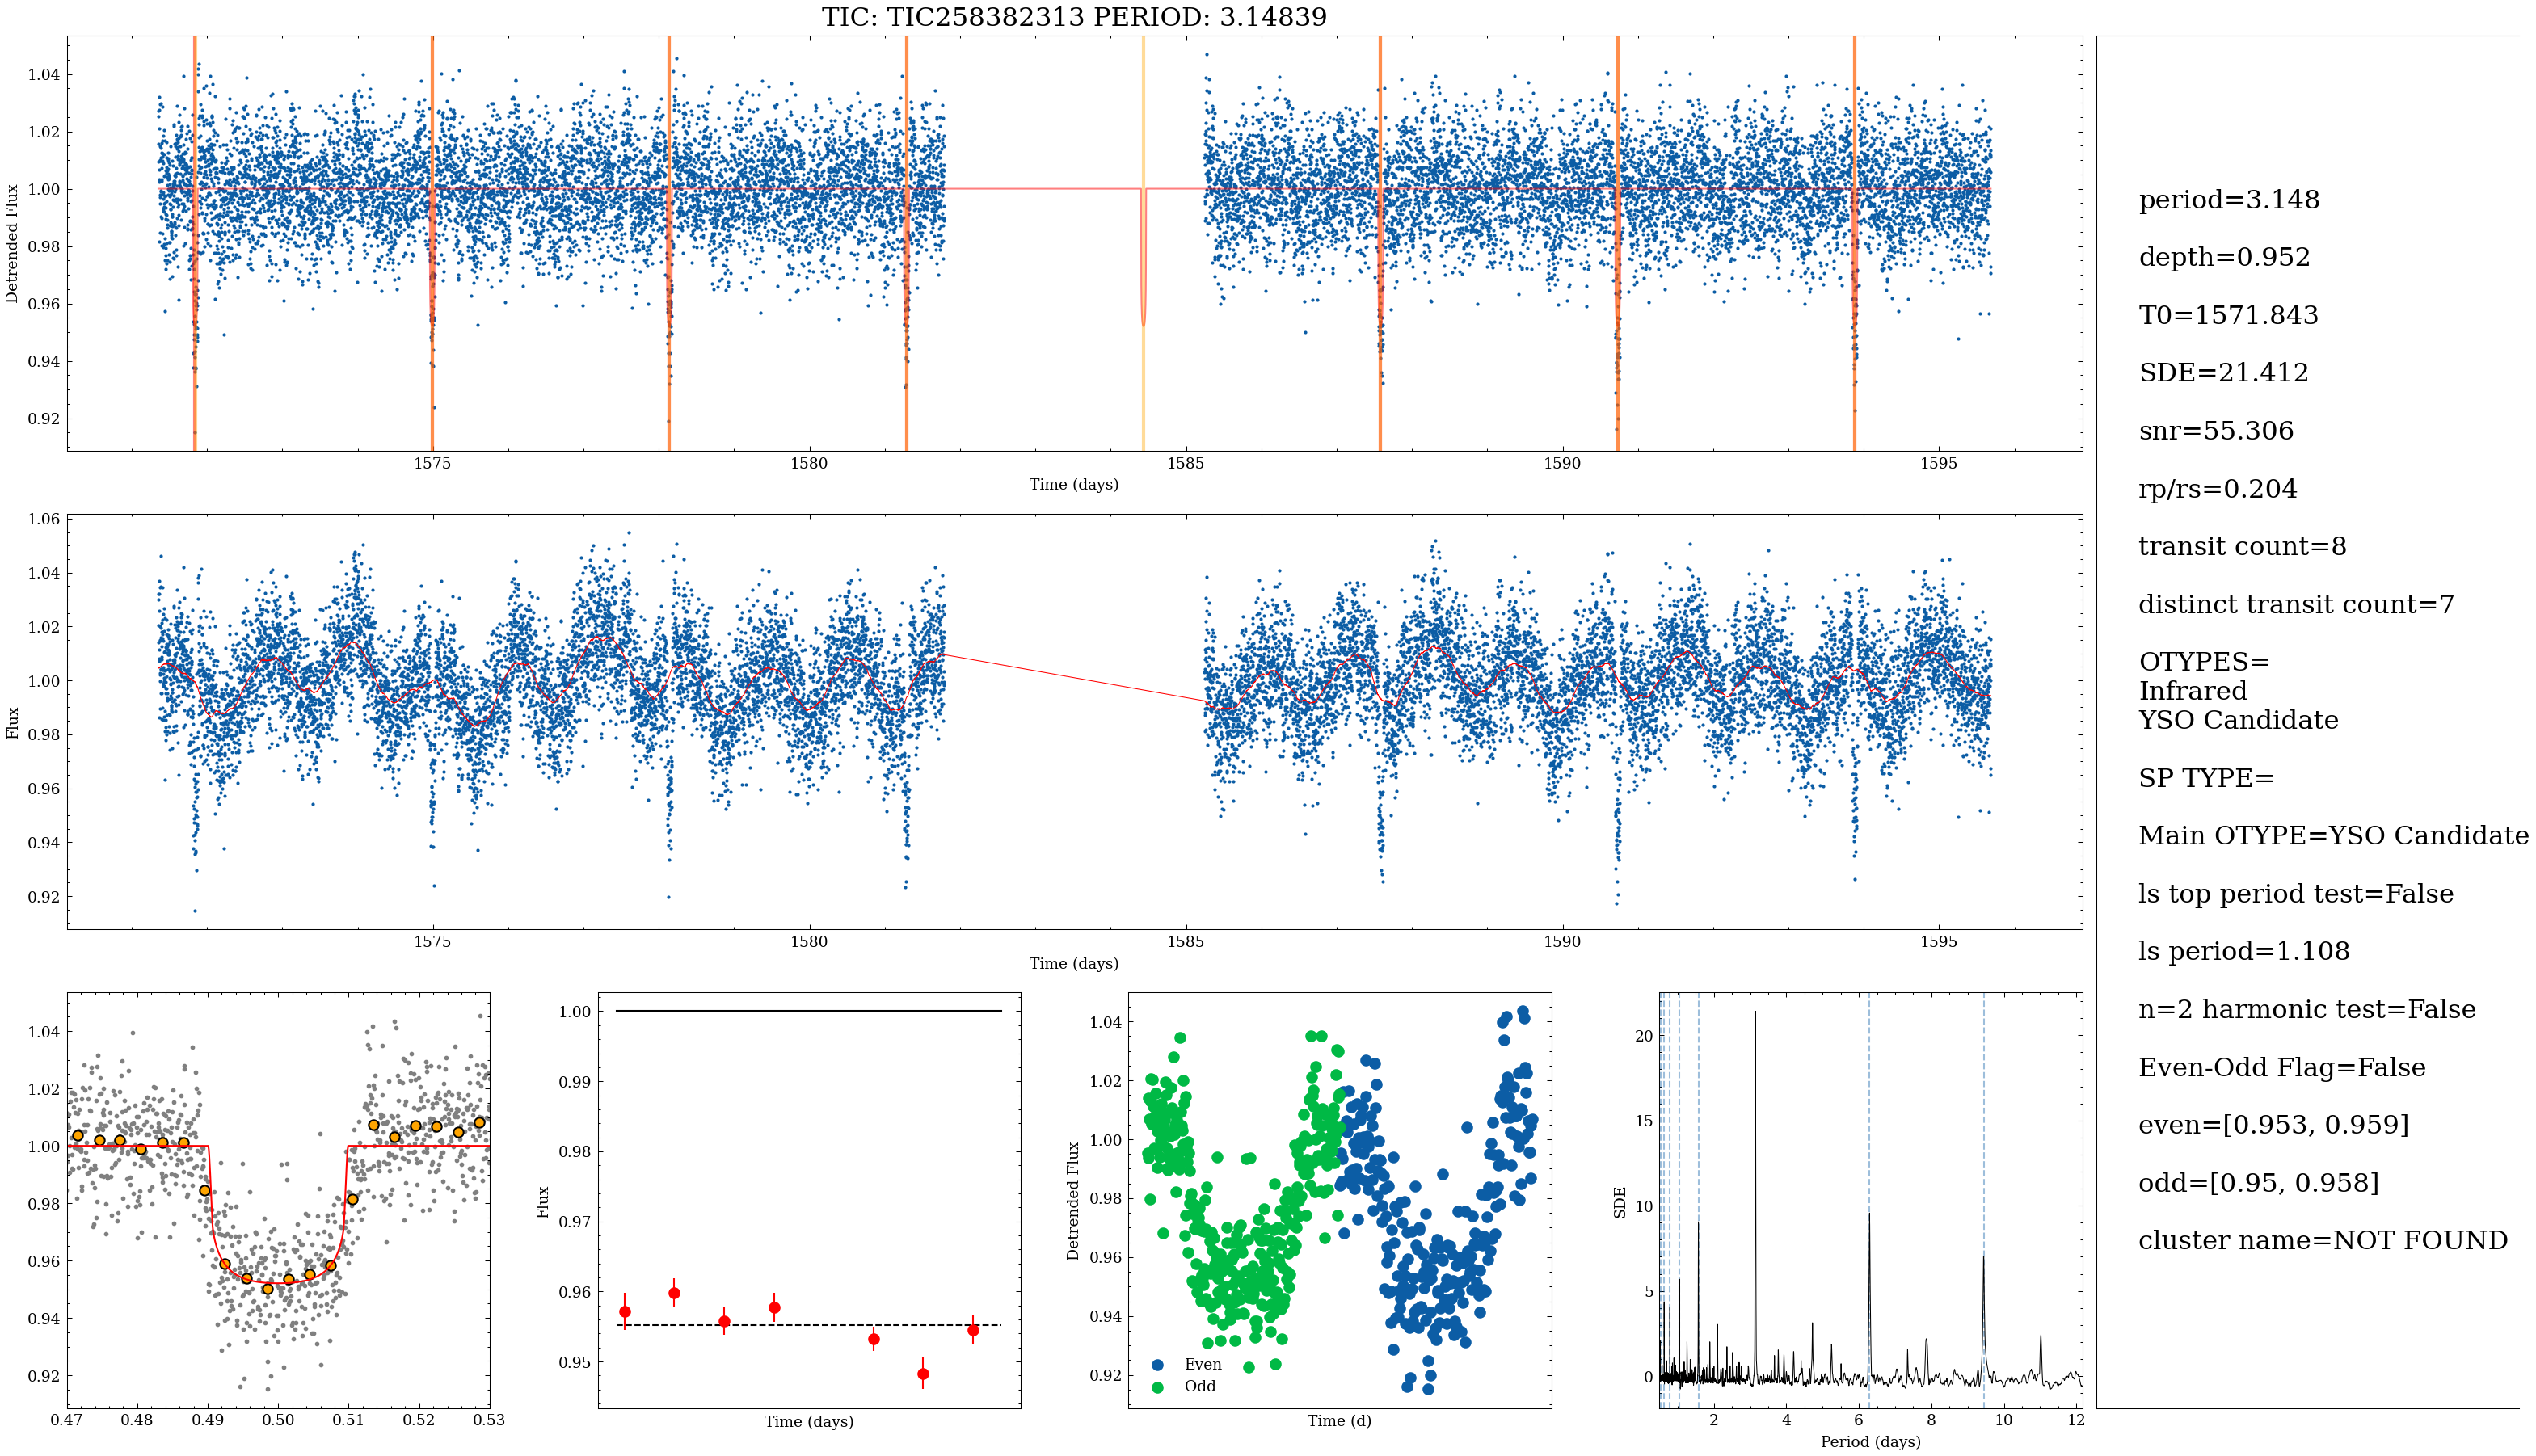 TIC: TIC258382313 PERIOD: 3.14839
Detrended Flux
1.04
1.02
1.00
0.98
0.96
0.94
0.92
1575
1580
1585
1590
1595
Time (days)
Flux
1.06
1.04
1.02
1.00
0.98
0.96
0.94
0.92
1575
1580
1585
1590
1595
Time (days)
1.04
1.02
1.00
0.98
0.96
0.94
0.92
0.47
0.48
0.49
0.50
0.51
0.52
0.53
Flux
1.00
0.99
0.98
0.97
0.96
0.95
Time (days)
Detrended Flux
1.04
1.02
1.00
0.98
0.96
0.94
0.92
Even
Odd
Time (d)
SDE
20
15
10
5
0
2
4
6
8
10
12
Period (days)
period=3.148
depth=0.952
T0=1571.843
SDE=21.412
snr=55.306
rp/rs=0.204
transit count=8
distinct transit count=7
OTYPES=
Infrared
YSO Candidate
SP TYPE=
Main OTYPE=YSO Candidate
ls top period test=False
ls period=1.108
n=2 harmonic test=False
Even-Odd Flag=False
even=[0.953, 0.959]
odd=[0.95, 0.958]
cluster name=NOT FOUND